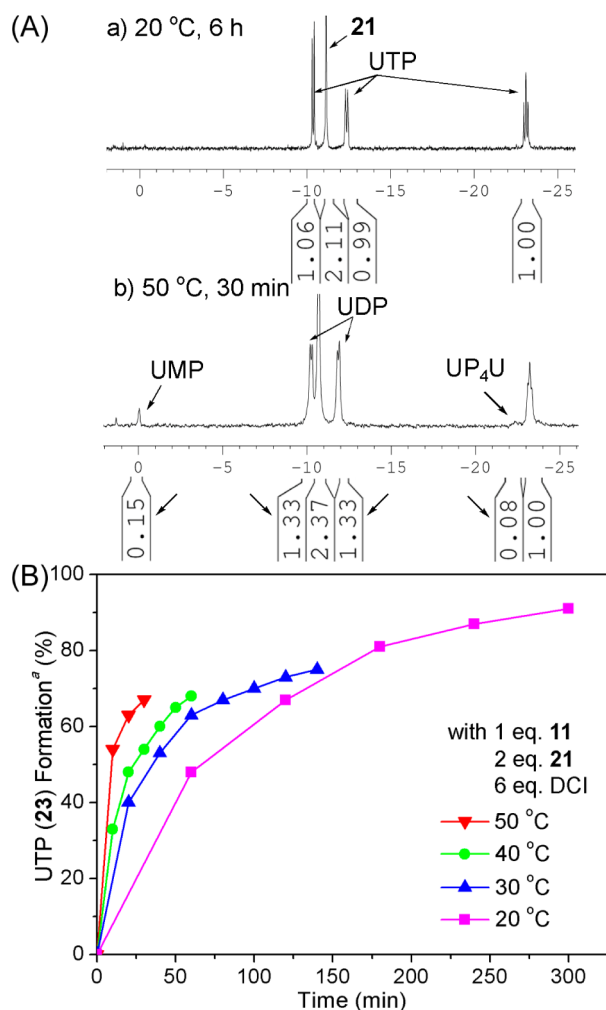 (A)
a) 20 °C, 6 h
21
UTP
0 −5 −10 −15 −20 −25
1.06 2.11 0.99 1.00
b) 50 °C, 30 min
UDP
UMP
UP₄U
0 −5 −10 −15 −20 −25
0.15 1.33 2.37 1.33 0.08 1.00
(B)
100
80
60
40
20
0
UTP (23) Formationᵃ (%)
with 1 eq. 11
2 eq. 21
6 eq. DCI
50 °C
40 °C
30 °C
20 °C
0 50 100 150 200 250 300
Time (min)